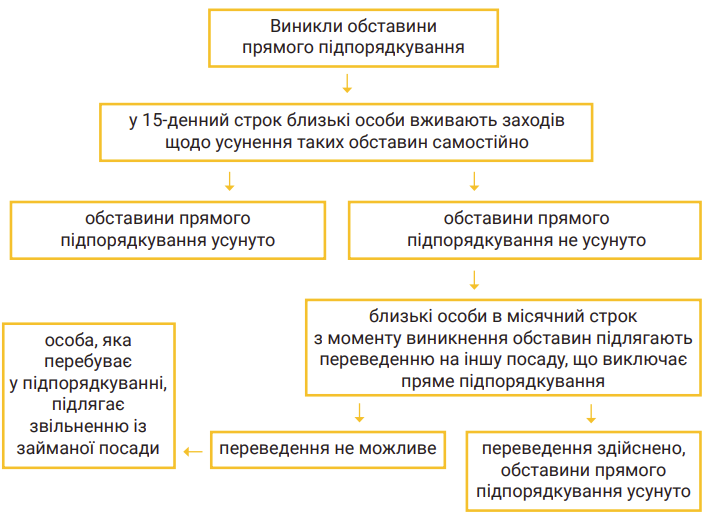 Виникли обставини
прямого підпорядкування
у 15-денний строк близькі особи вживають заходів
щодо усунення таких обставин самостійно
обставини прямого
підпорядкування усунуто
обставини прямого
підпорядкування не усунуто
близькі особи в місячний строк
з моменту виникнення обставин підлягають
переведенню на іншу посаду, що виключає
пряме підпорядкування
особа, яка
перебуває
у підпорядкуванні,
підлягає
звільненню із
займаної посади
переведення не можливе
переведення здійснено,
обставини прямого
підпорядкування усунуто